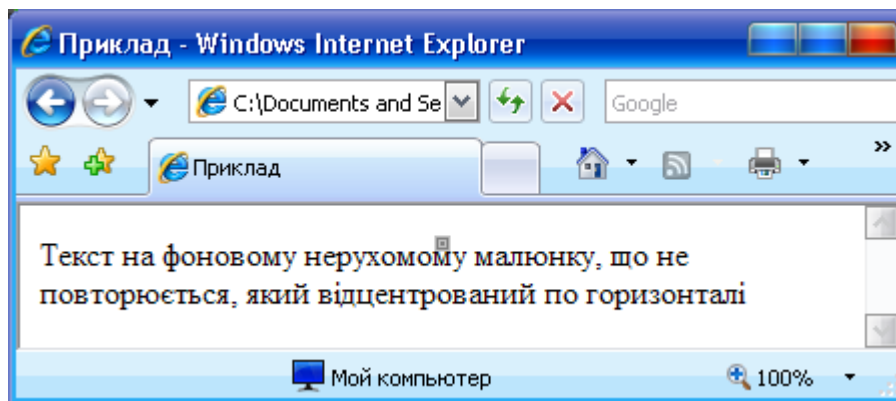 Приклад - Windows Internet Explorer
C:\Documents and Se
Google
Приклад
»
Текст на фоновому нерухомому малюнку, що не
повторюється, який відцентрований по горизонталі
Мой компьютер
100%